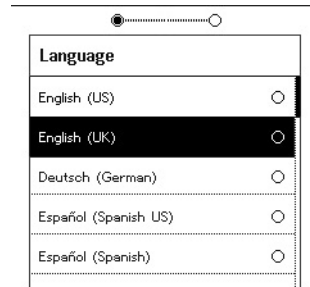 Language
English (US)
English (UK)
Deutsch (German)
Español (Spanish US)
Español (Spanish)